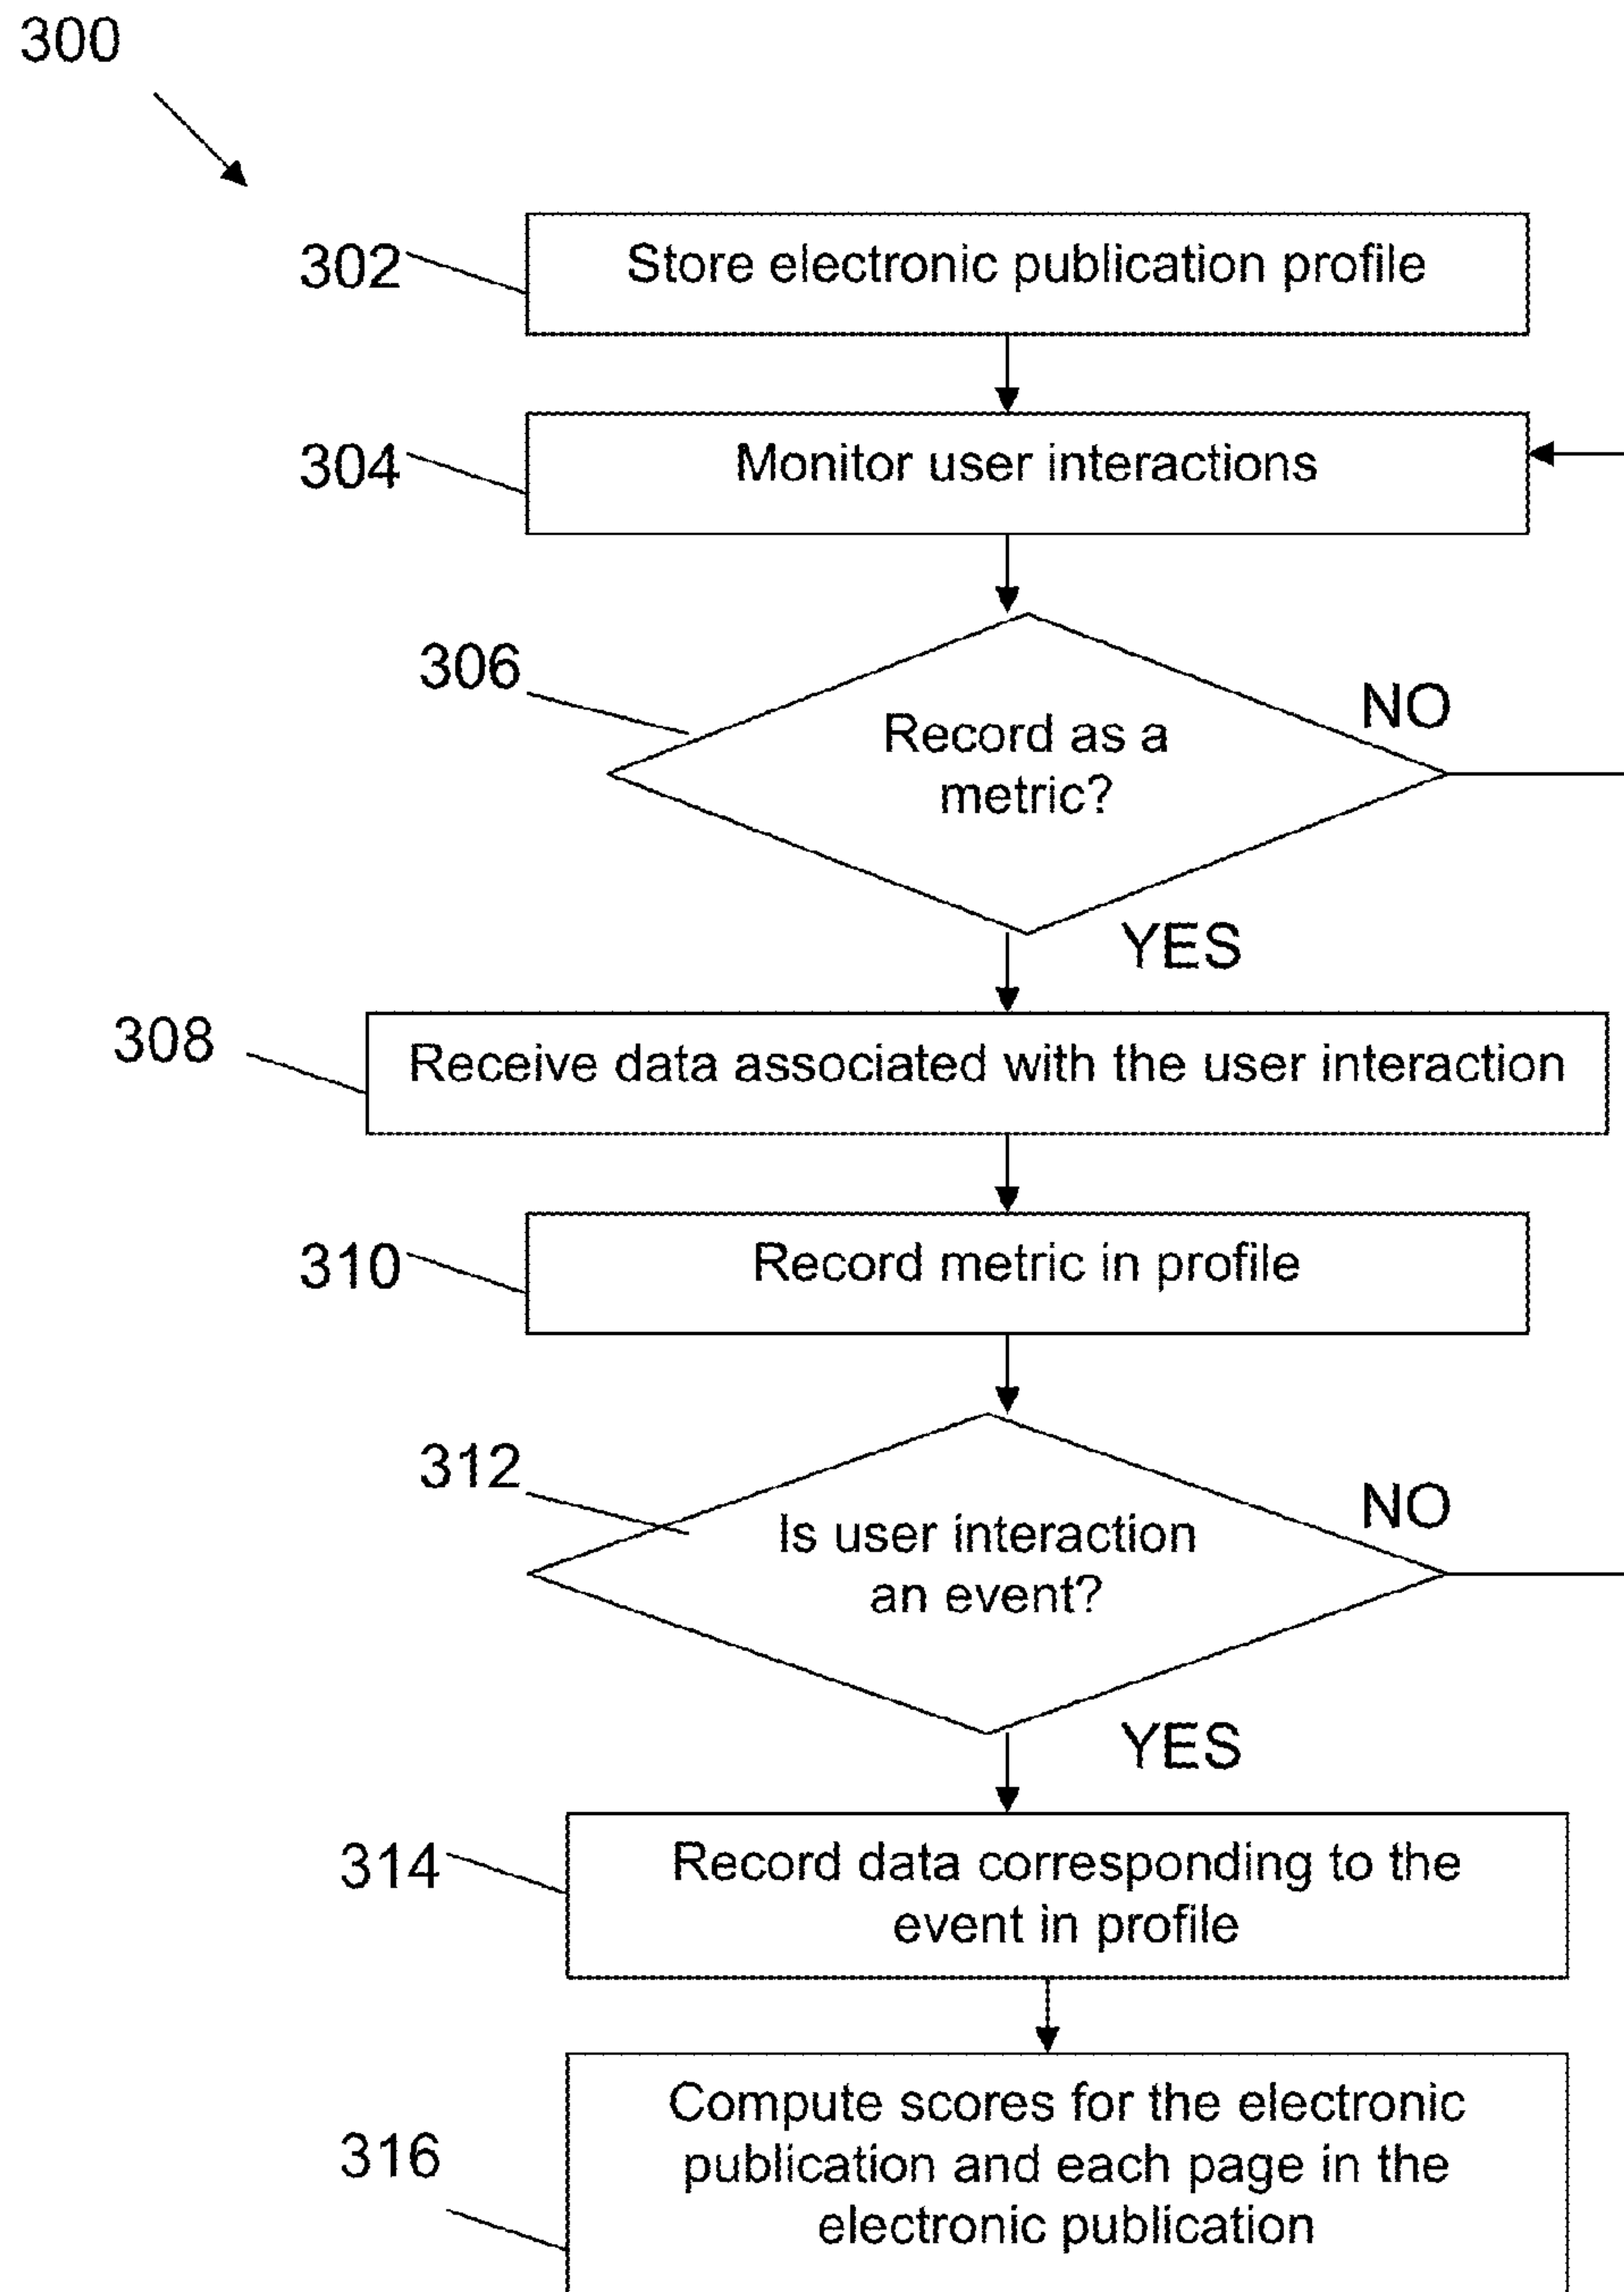 300
302
Store electronic publication profile
304
Monitor user interactions
306
Record as a
metric?
NO
YES
308
Receive data associated with the user interaction
310
Record metric in profile
312
Is user interaction
an event?
NO
YES
314
Record data corresponding to the
event in profile
316
Compute scores for the electronic
publication and each page in the
electronic publication